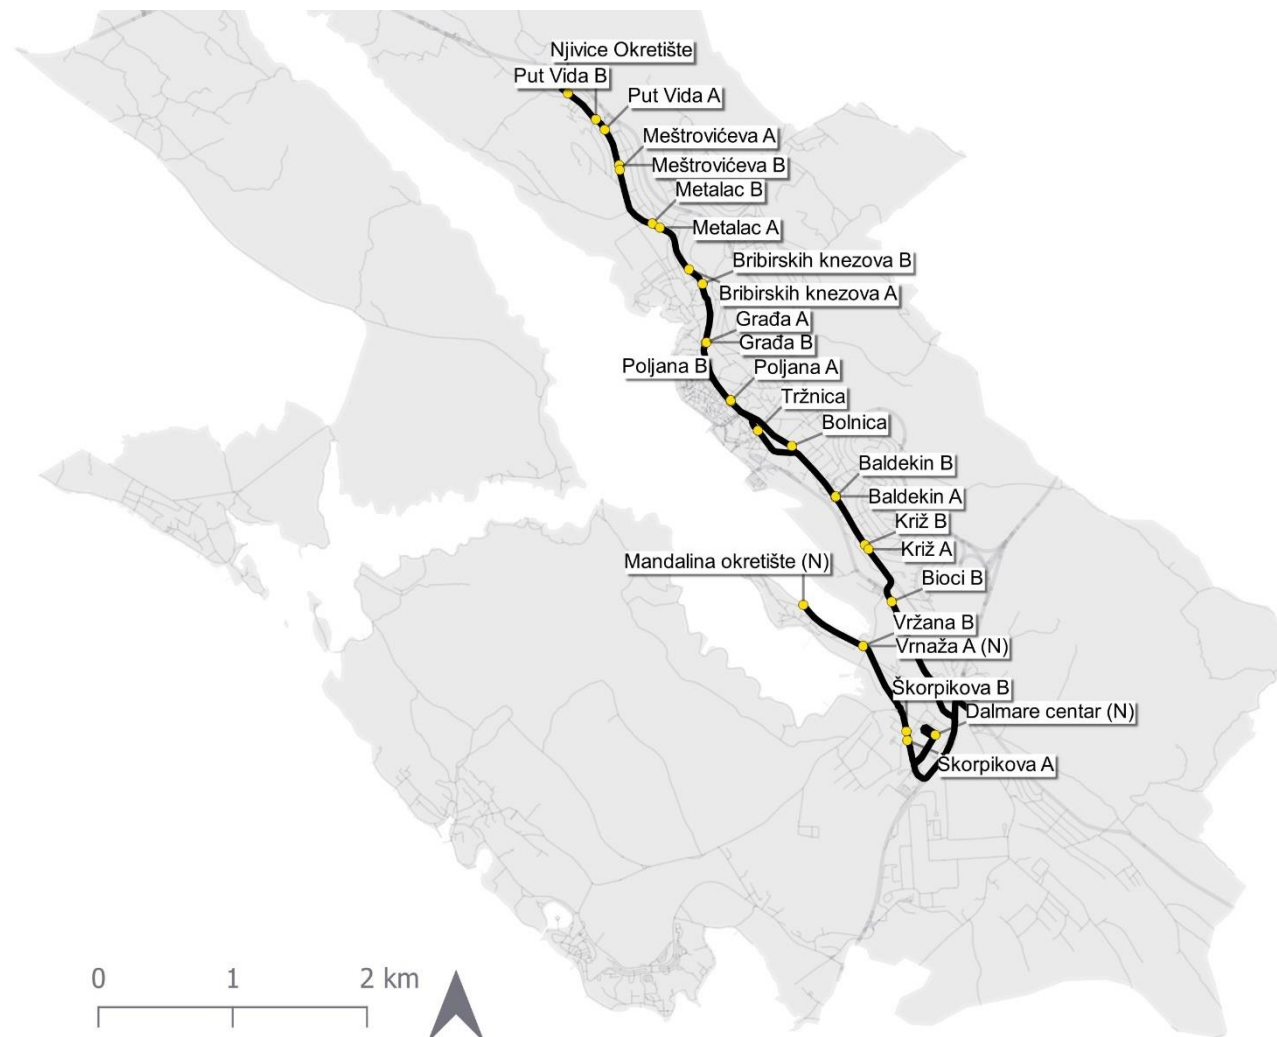 Njivice Okretište
Put Vida B
Put Vida A
Meštrovićeva A
Meštrovićeva B
Metalac B
Metalac A
Bribirskih knezova B
Bribirskih knezova A
Građa A
Građa B
Poljana B
Poljana A
Tržnica
Bolnica
Baldekin B
Baldekin A
Križ B
Križ A
Mandalina okretište (N)
Bioci B
Vržana B
Vrnaža A (N)
Škorpikova B
Dalmare centar (N)
Škorpikova A
0 1 2 km